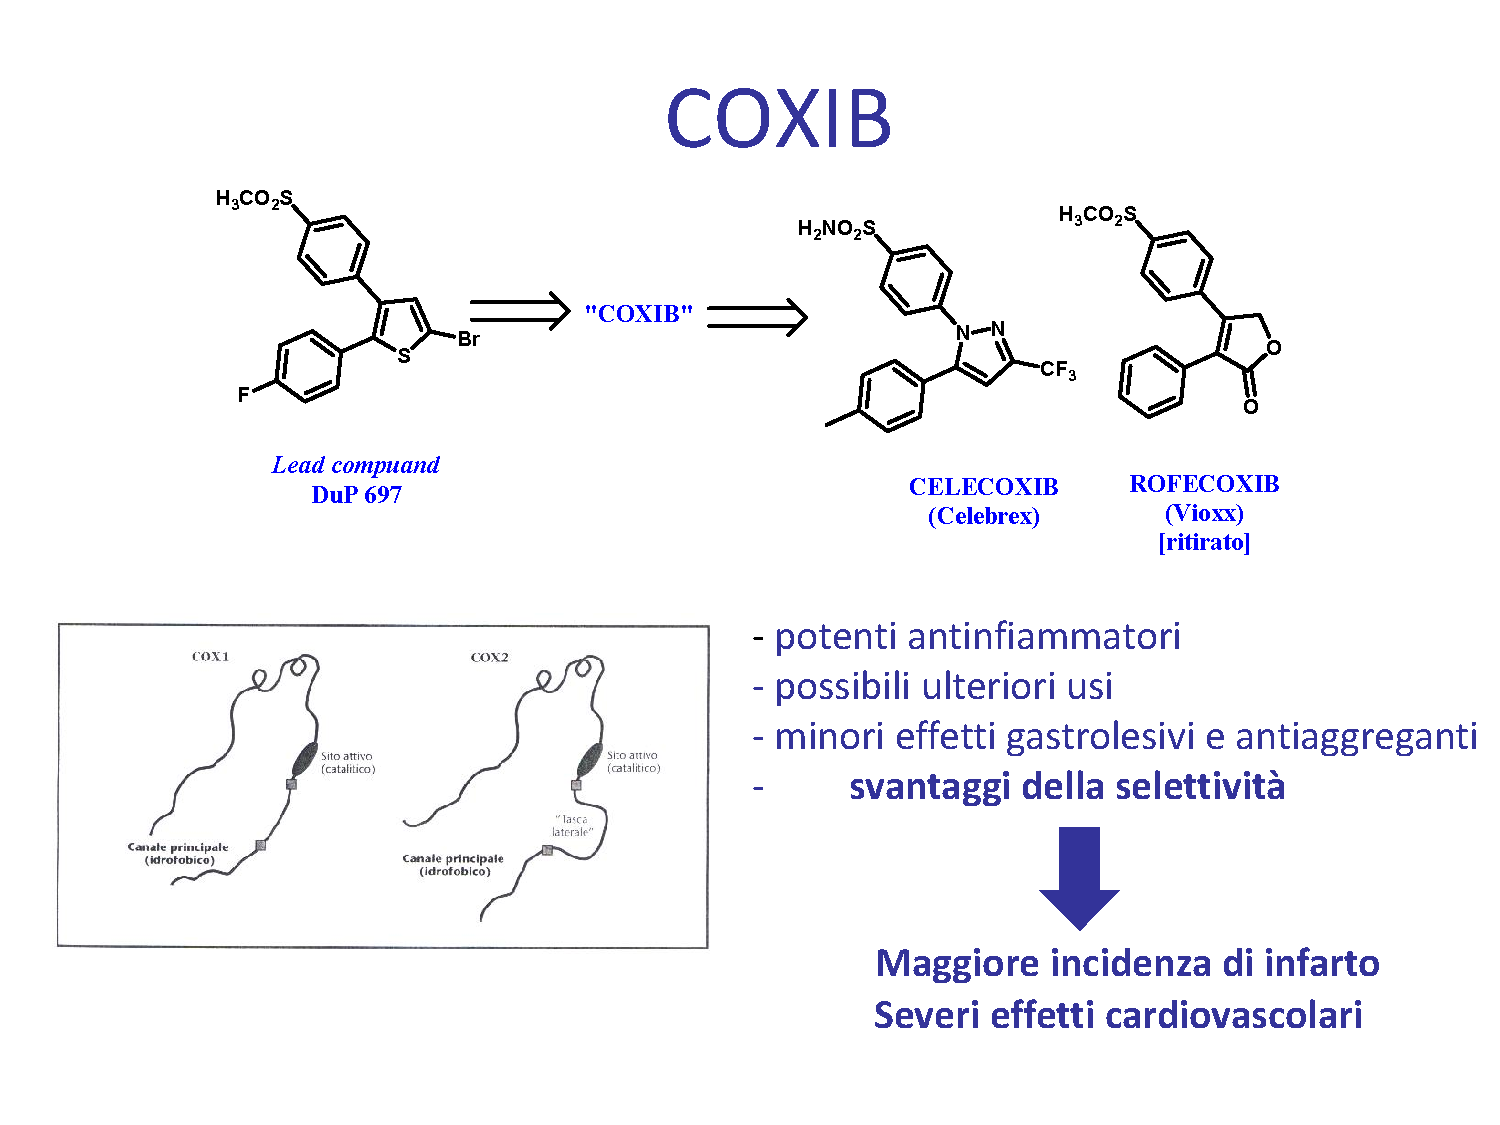 COXIB
H3CO2S
F
S
Br
Lead compuand
DuP 697
"COXIB"
H2NO2S
N
N
CF3
CELECOXIB
(Celebrex)
H3CO2S
O
O
ROFECOXIB
(Vioxx)
[ritirato]
COX1
Sito attivo
(catalitico)
Canale principale
(idrofobico)
COX2
Sito attivo
(catalitico)
"Tasca
laterale"
Canale principale
(idrofobico)
- potenti antinfiammatori
- possibili ulteriori usi
- minori effetti gastrolesivi e antiaggreganti
- svantaggi della selettività
Maggiore incidenza di infarto
Severi effetti cardiovascolari